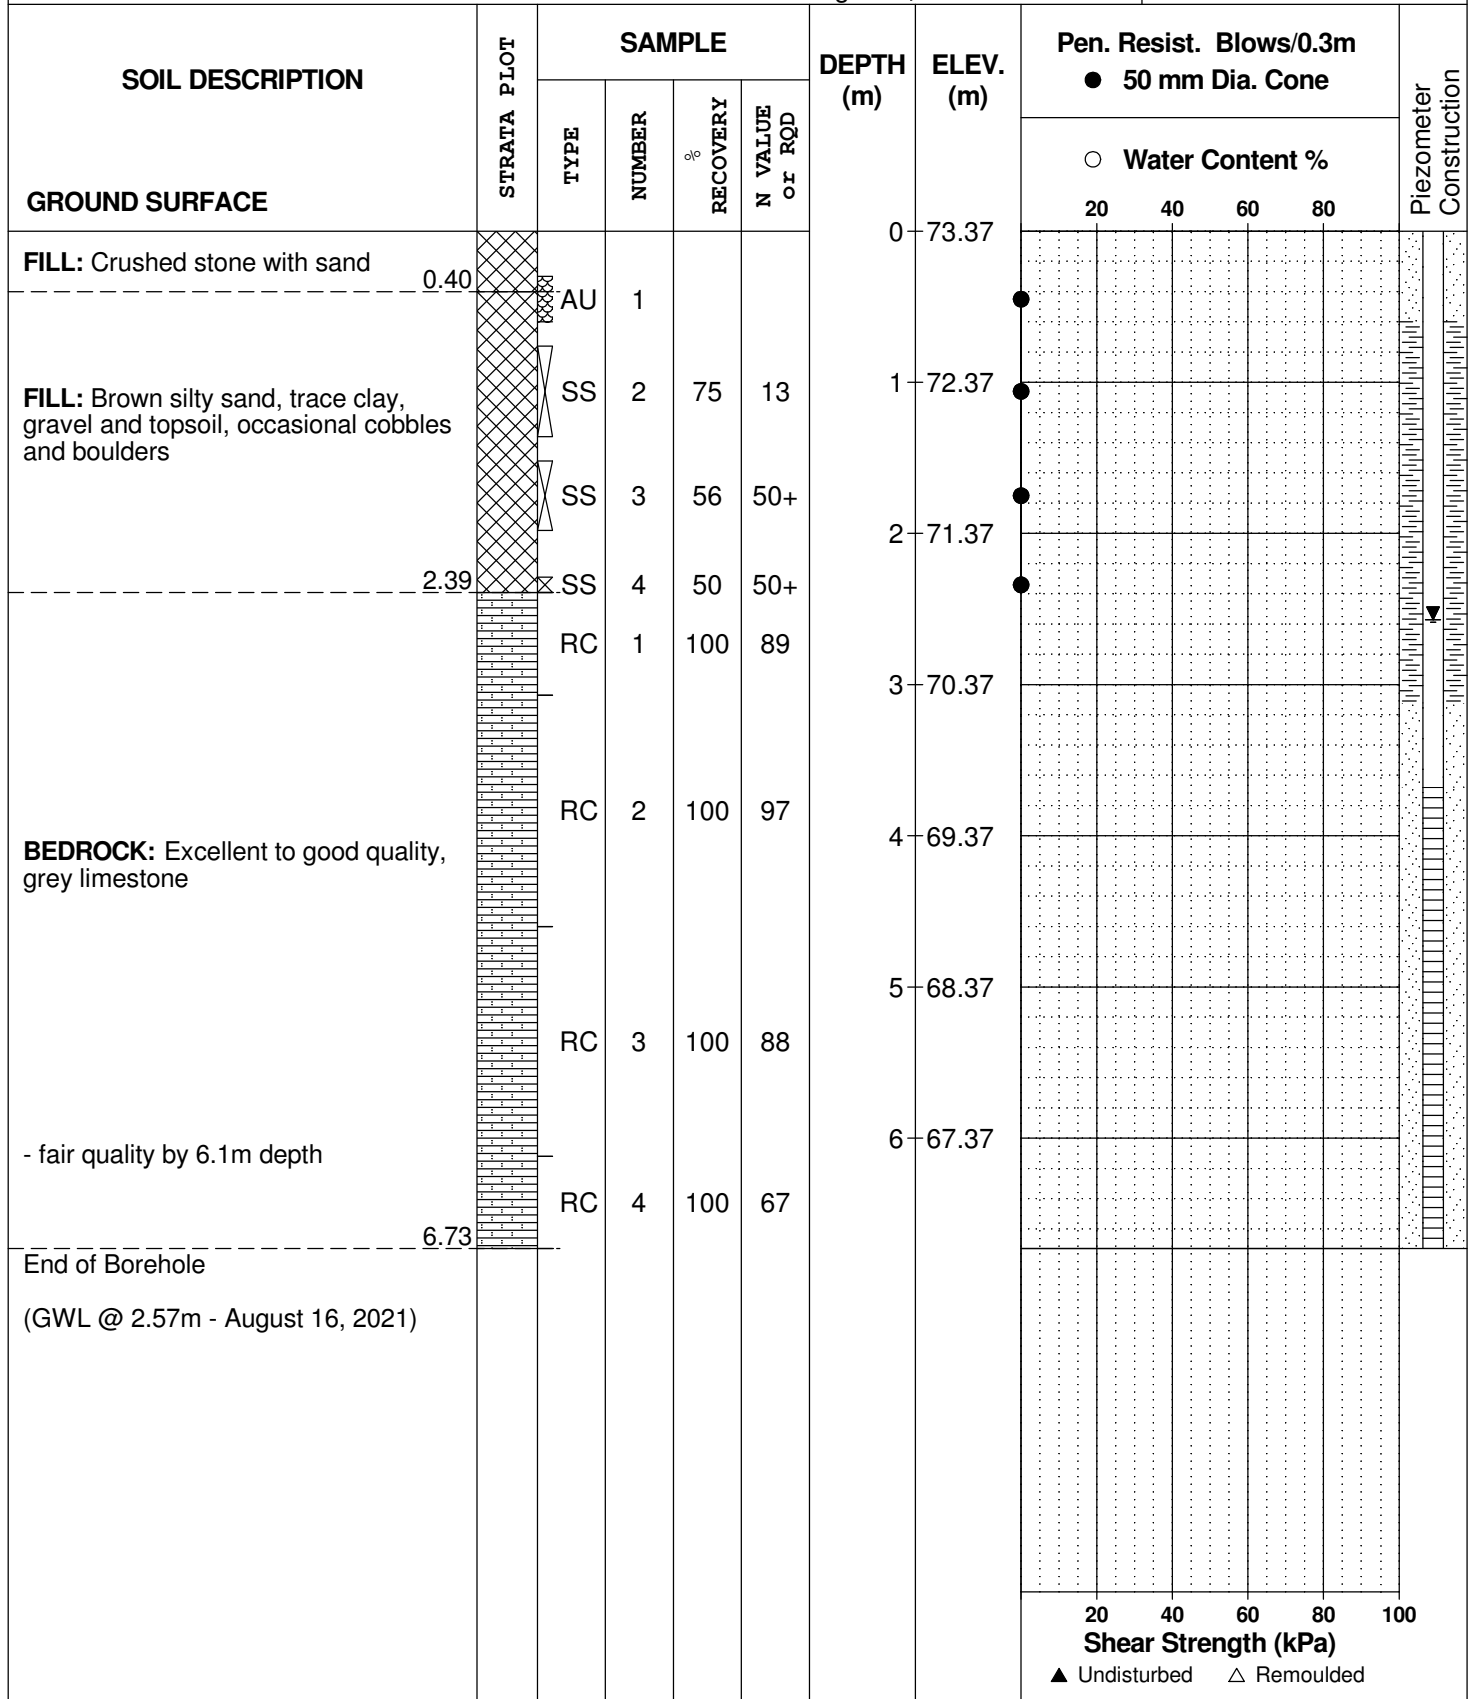 SOIL DESCRIPTION
GROUND SURFACE
STRATA PLOT
SAMPLE
TYPE
NUMBER
% RECOVERY
N VALUE or RQD
DEPTH (m)
ELEV. (m)
Pen. Resist. Blows/0.3m
● 50 mm Dia. Cone
○ Water Content %
20 40 60 80
Piezometer Construction
0 73.37
FILL: Crushed stone with sand
0.40
AU 1
FILL: Brown silty sand, trace clay,
gravel and topsoil, occasional cobbles
and boulders
SS 2 75 13
1 72.37
SS 3 56 50+
2 71.37
2.39
SS 4 50 50+
RC 1 100 89
3 70.37
RC 2 100 97
4 69.37
BEDROCK: Excellent to good quality,
grey limestone
5 68.37
RC 3 100 88
6 67.37
- fair quality by 6.1m depth
RC 4 100 67
6.73
End of Borehole
(GWL @ 2.57m - August 16, 2021)
20 40 60 80 100
Shear Strength (kPa)
▲ Undisturbed △ Remoulded